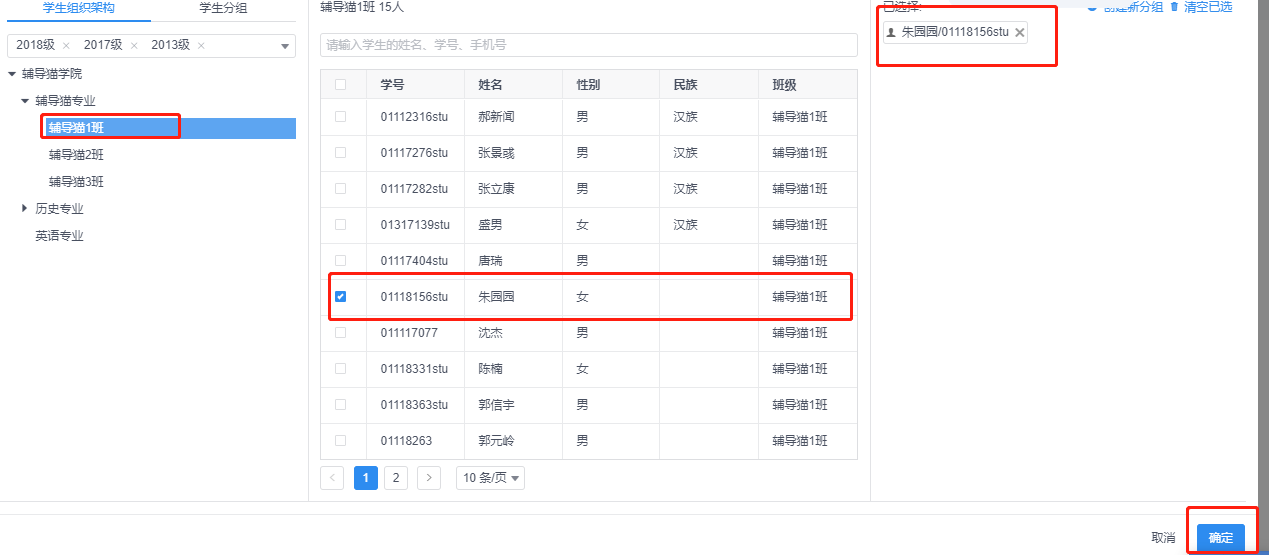 学生组织架构 学生分组
2018级 × 2017级 × 2013级 ×
辅导猫学院
辅导猫专业
辅导猫1班
辅导猫2班
辅导猫3班
历史专业
英语专业
辅导猫1班 15人
请输入学生的姓名、学号、手机号
学号 姓名 性别 民族 班级
01112316stu 郝新闻 男 汉族 辅导猫1班
01117276stu 张景彧 男 汉族 辅导猫1班
01117282stu 张立康 男 汉族 辅导猫1班
01317139stu 盛男 女 汉族 辅导猫1班
01117404stu 唐瑞 男 辅导猫1班
01118156stu 朱园园 女 辅导猫1班
011117077 沈杰 男 辅导猫1班
01118331stu 陈楠 女 辅导猫1班
01118363stu 郭信宇 男 辅导猫1班
01118263 郭元岭 男 辅导猫1班
< 1 2 > 10 条/页
已选择: 创建新分组 清空已选
朱园园/01118156stu ×
取消 确定